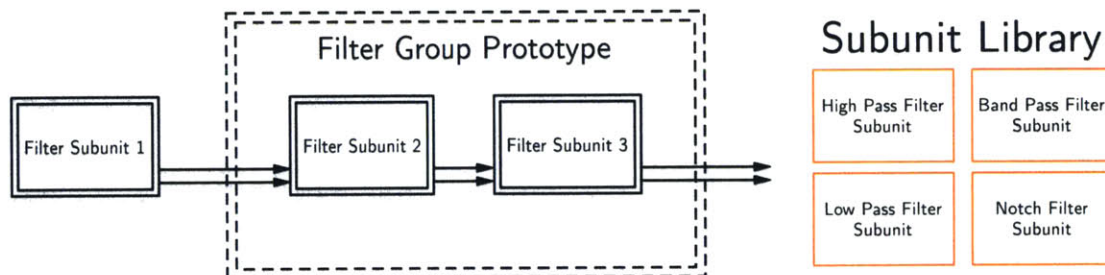 Filter Group Prototype
Filter Subunit 1
Filter Subunit 2
Filter Subunit 3
Subunit Library
High Pass Filter
Subunit
Band Pass Filter
Subunit
Low Pass Filter
Subunit
Notch Filter
Subunit